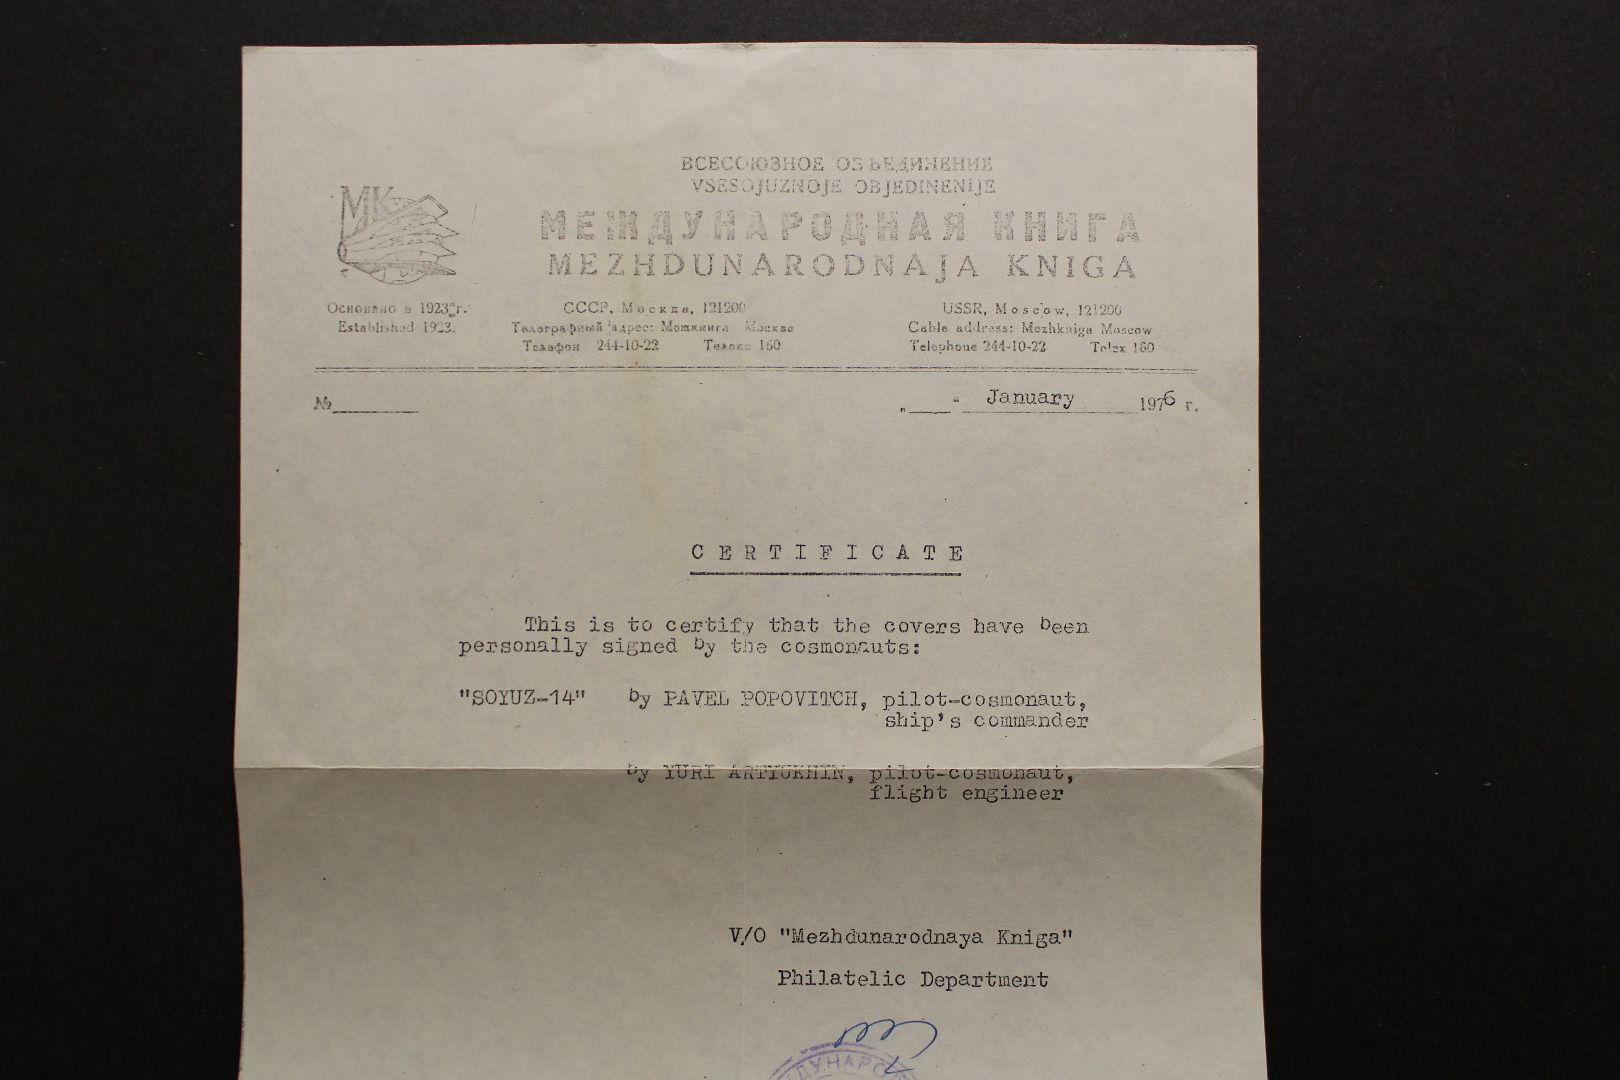 ВСЕСОЮЗНОЕ ОБЪЕДИНЕНИЕ
VSESOJUZNOJE OBJEDINENIJE
МЕЖДУНАРОДНАЯ КНИГА
MEZHDUNARODNAJA KNIGA
МК
Основано в 1923 г.
Established 1923.
СССР, Москва, 121200
Телеграфный адрес: Межкнига Москва
Телефон 244-10-22 Телекс 160
USSR, Moscow, 121200
Cable address: Mezhkniga Moscow
Telephone 244-10-22 Telex 160
№ „ “ January 1976 г.
CERTIFICATE
This is to certify that the covers have been
personally signed by the cosmonauts:
"SOYUZ-14" by PAVEL POPOVITCH, pilot-cosmonaut,
ship's commander
by YURI ARTIUKHIN, pilot-cosmonaut,
flight engineer
V/O "Mezhdunarodnaya Kniga"
Philatelic Department